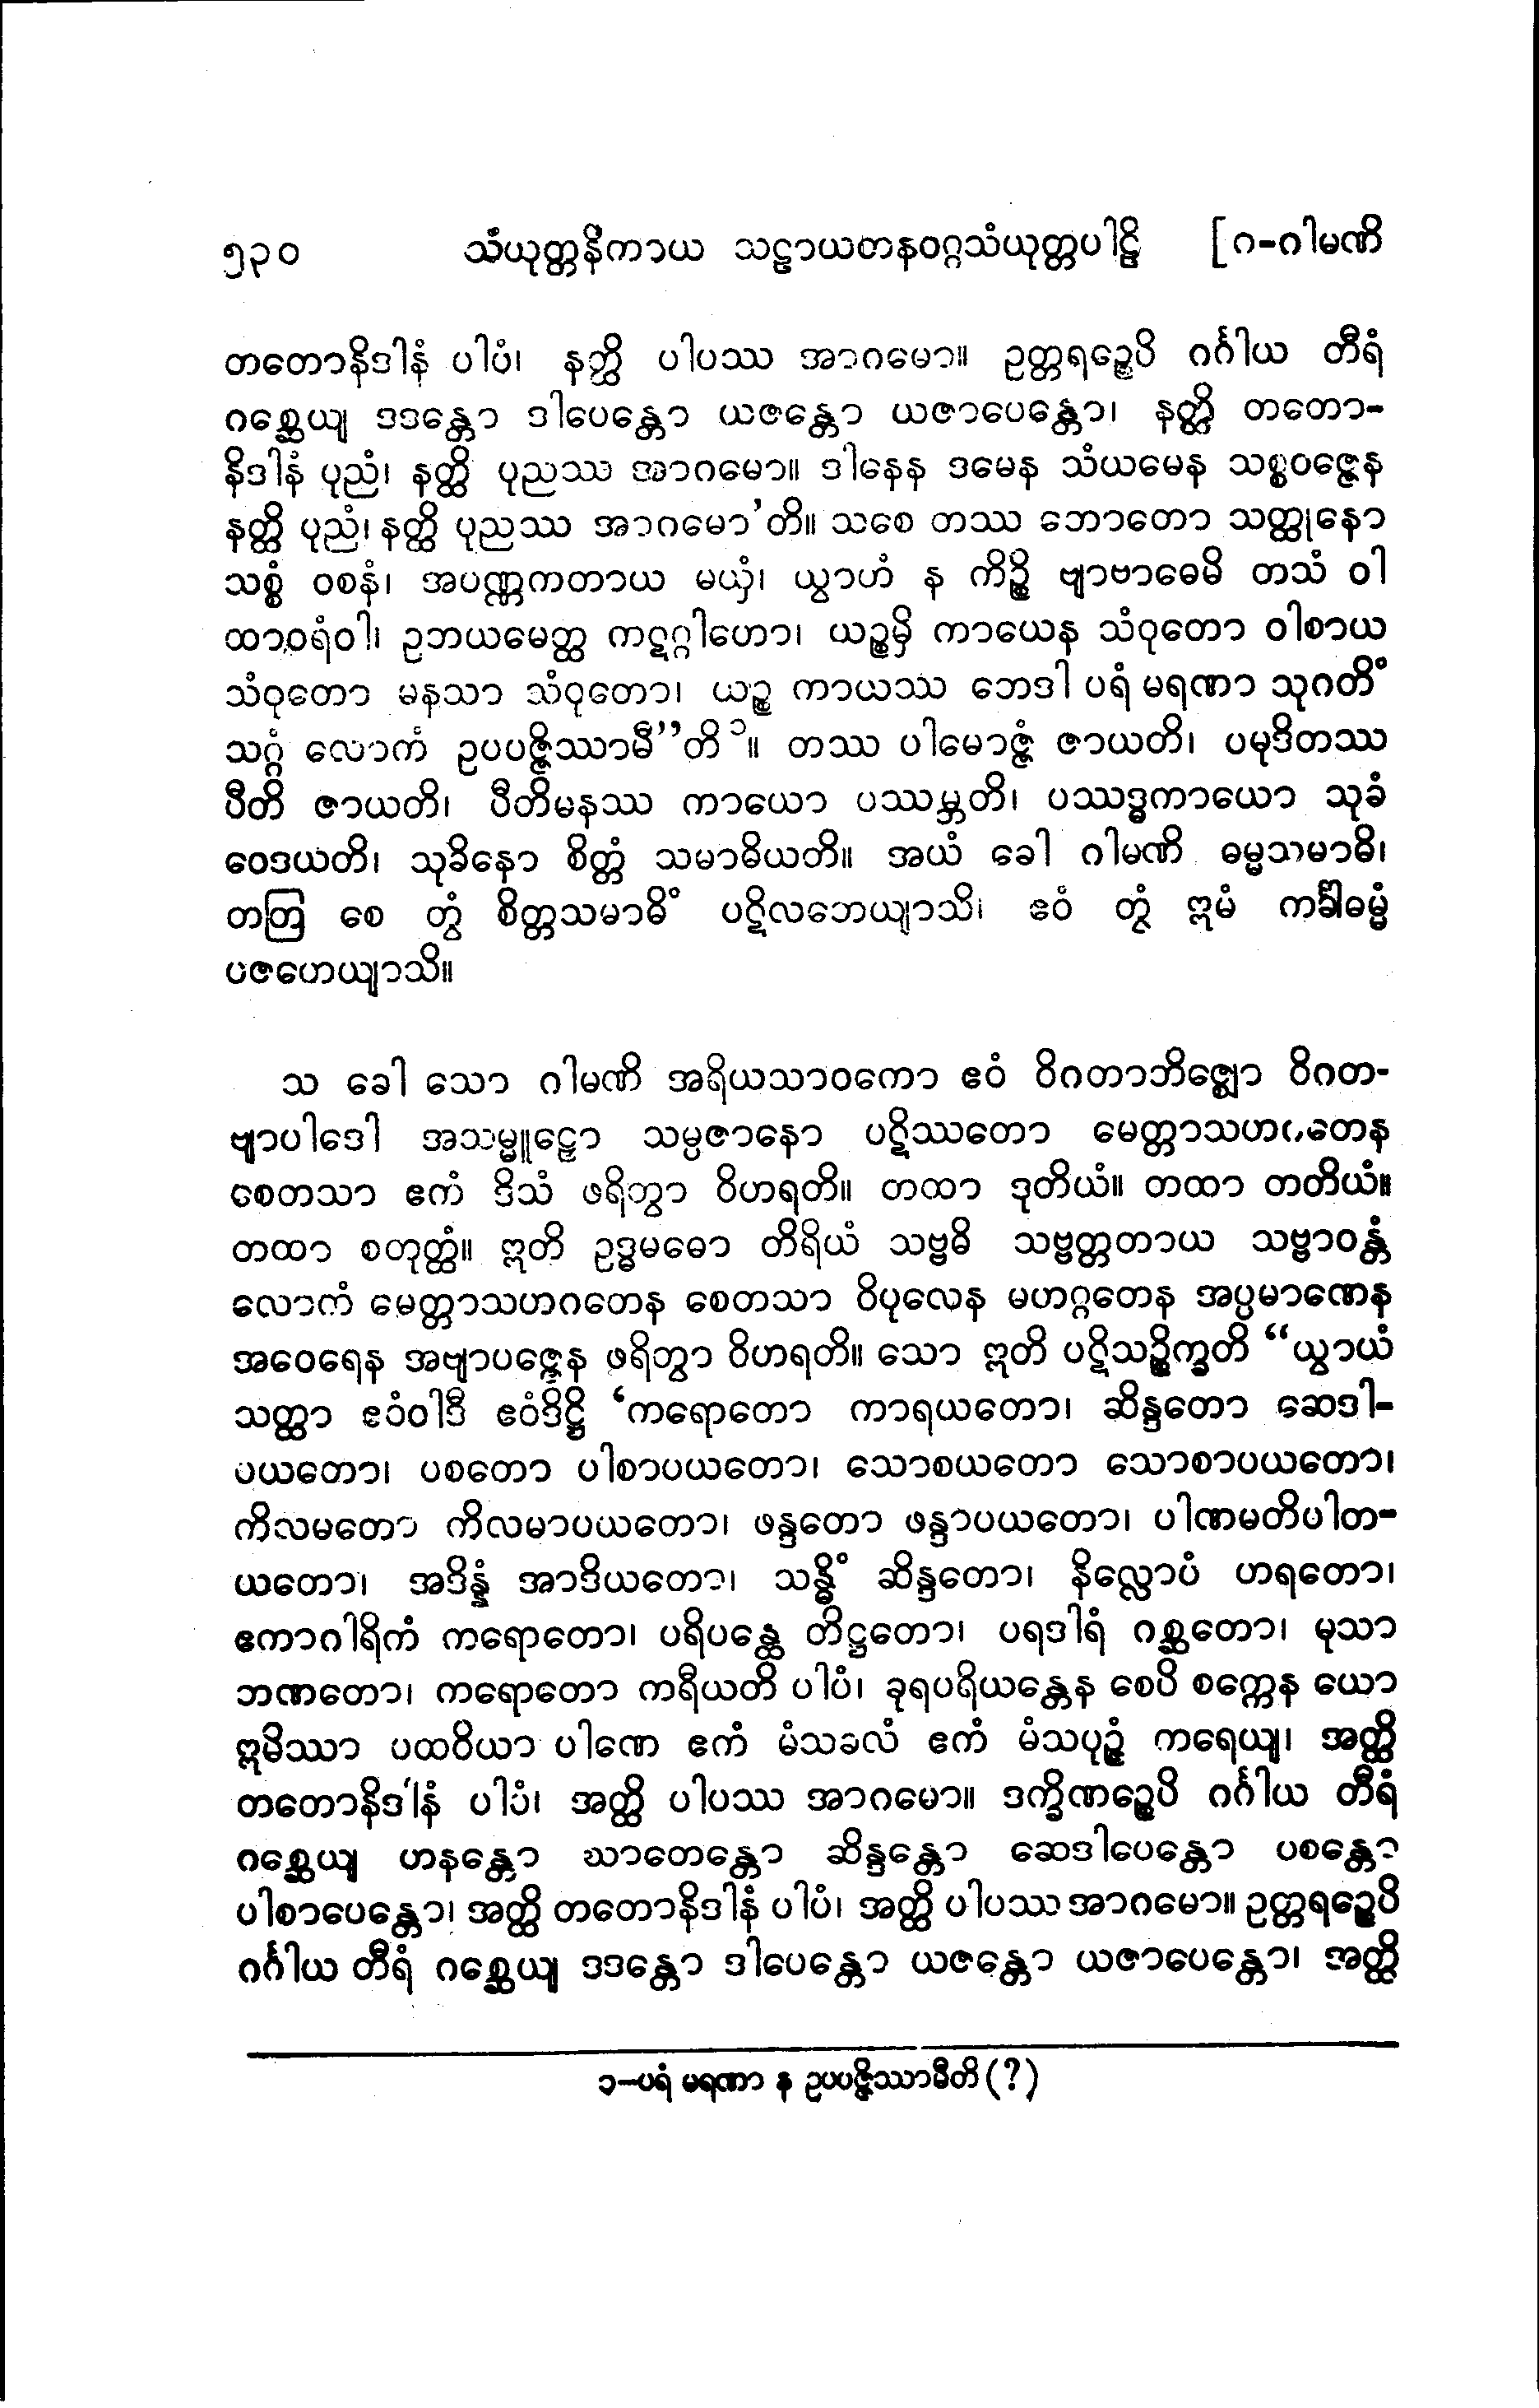 ၅၃၀ သံယုတ္တနိကာယ သဠာယတနဝဂ္ဂသံယုတ္တပါဠိ [၈-ဂါမဏိ
တတောနိဒါနံ ပါပံ၊ နတ္ထိ ပါပဿ အာဂမော။ ဥတ္တရဉ္စေပိ ဂင်္ဂါယ တီရံ
ဂစ္ဆေယျ ဒဒန္တော ဒါပေန္တော ယဇန္တော ယဇာပေန္တော၊ နတ္ထိ တတော-
နိဒါနံ ပုညံ၊ နတ္ထိ ပုညဿ အာဂမော။ ဒါနေန ဒမေန သံယမေန သစ္စဝဇ္ဇေန
နတ္ထိ ပုညံ၊ နတ္ထိ ပုညဿ အာဂမော’တိ။ သစေ တဿ ဘောတော သတ္ထုနော
သစ္စံ ဝစနံ၊ အပဏ္ဏကတာယ မယှံ၊ ယွာဟံ န ကိဉ္စိ ဗျာဗာဓေမိ တသံ ဝါ
ထာဝရံဝါ၊ ဥဘယမေတ္ထ ကဋဂ္ဂါဟော၊ ယဉ္စမှိ ကာယေန သံဝုတော ဝါစာယ
သံဝုတော မနသာ သံဝုတော၊ ယဉ္စ ကာယဿ ဘေဒါ ပရံ မရဏာ သုဂတိံ
သဂ္ဂံ လောကံ ဥပပဇ္ဇိဿာမီ”တိ ၁။ တဿ ပါမောဇ္ဇံ ဇာယတိ၊ ပမုဒိတဿ
ပီတိ ဇာယတိ၊ ပီတိမနဿ ကာယော ပဿမ္ဘတိ၊ ပဿဒ္ဓကာယော သုခံ
ဝေဒယတိ၊ သုခိနော စိတ္တံ သမာဓိယတိ။ အယံ ခေါ ဂါမဏိ ဓမ္မသမာဓိ၊
တတြ စေ တွံ စိတ္တသမာဓိံ ပဋိလဘေယျာသိ၊ ဧဝံ တွံ ဣမံ ကင်္ခါဓမ္မံ
ပဇဟေယျာသိ။
သ ခေါ သော ဂါမဏိ အရိယသာဝကော ဧဝံ ဝိဂတာဘိဇ္ဈော ဝိဂတ-
ဗျာပါဒေါ အသမ္မူဠှော သမ္ပဇာနော ပဋိဿတော မေတ္တာသဟဂတေန
စေတသာ ဧကံ ဒိသံ ဖရိတွာ ဝိဟရတိ။ တထာ ဒုတိယံ။ တထာ တတိယံ။
တထာ စတုတ္ထံ။ ဣတိ ဥဒ္ဓမဓော တိရိယံ သဗ္ဗဓိ သဗ္ဗတ္တတာယ သဗ္ဗာဝန္တံ
လောကံ မေတ္တာသဟဂတေန စေတသာ ဝိပုလေန မဟဂ္ဂတေန အပ္ပမာဏေန
အဝေရေန အဗျာပဇ္ဇေန ဖရိတွာ ဝိဟရတိ။ သော ဣတိ ပဋိသဉ္စိက္ခတိ “ယွာယံ
သတ္ထာ ဧဝံဝါဒီ ဧဝံဒိဋ္ဌိ ‘ကရောတော ကာရယတော၊ ဆိန္ဒတော ဆေဒါ-
ပယတော၊ ပစတော ပါစာပယတော၊ သောစယတော သောစာပယတော၊
ကိလမတော ကိလမာပယတော၊ ဖန္ဒတော ဖန္ဒာပယတော၊ ပါဏမတိပါတ-
ယတော၊ အဒိန္နံ အာဒိယတော၊ သန္ဓိံ ဆိန္ဒတော၊ နိလ္လောပံ ဟရတော၊
ဧကာဂါရိကံ ကရောတော၊ ပရိပန္ထေ တိဋ္ဌတော၊ ပရဒါရံ ဂစ္ဆတော၊ မုသာ
ဘဏတော၊ ကရောတော ကရီယတိ ပါပံ၊ ခုရပရိယန္တေန စေပိ စက္ကေန ယော
ဣမိဿာ ပထဝိယာ ပါဏေ ဧကံ မံသခလံ ဧကံ မံသပုဉ္ဇံ ကရေယျ၊ အတ္ထိ
တတောနိဒါနံ ပါပံ၊ အတ္ထိ ပါပဿ အာဂမော။ ဒက္ခိဏဉ္စေပိ ဂင်္ဂါယ တီရံ
ဂစ္ဆေယျ ဟနန္တော ဃာတေန္တော ဆိန္ဒန္တော ဆေဒါပေန္တော ပစန္တော
ပါစာပေန္တော၊ အတ္ထိ တတောနိဒါနံ ပါပံ၊ အတ္ထိ ပါပဿ အာဂမော။ ဥတ္တရဉ္စေပိ
ဂင်္ဂါယ တီရံ ဂစ္ဆေယျ ဒဒန္တော ဒါပေန္တော ယဇန္တော ယဇာပေန္တော၊ အတ္ထိ
၁-ပရံ မရဏာ န ဥပပဇ္ဇိဿာမီတိ (?)